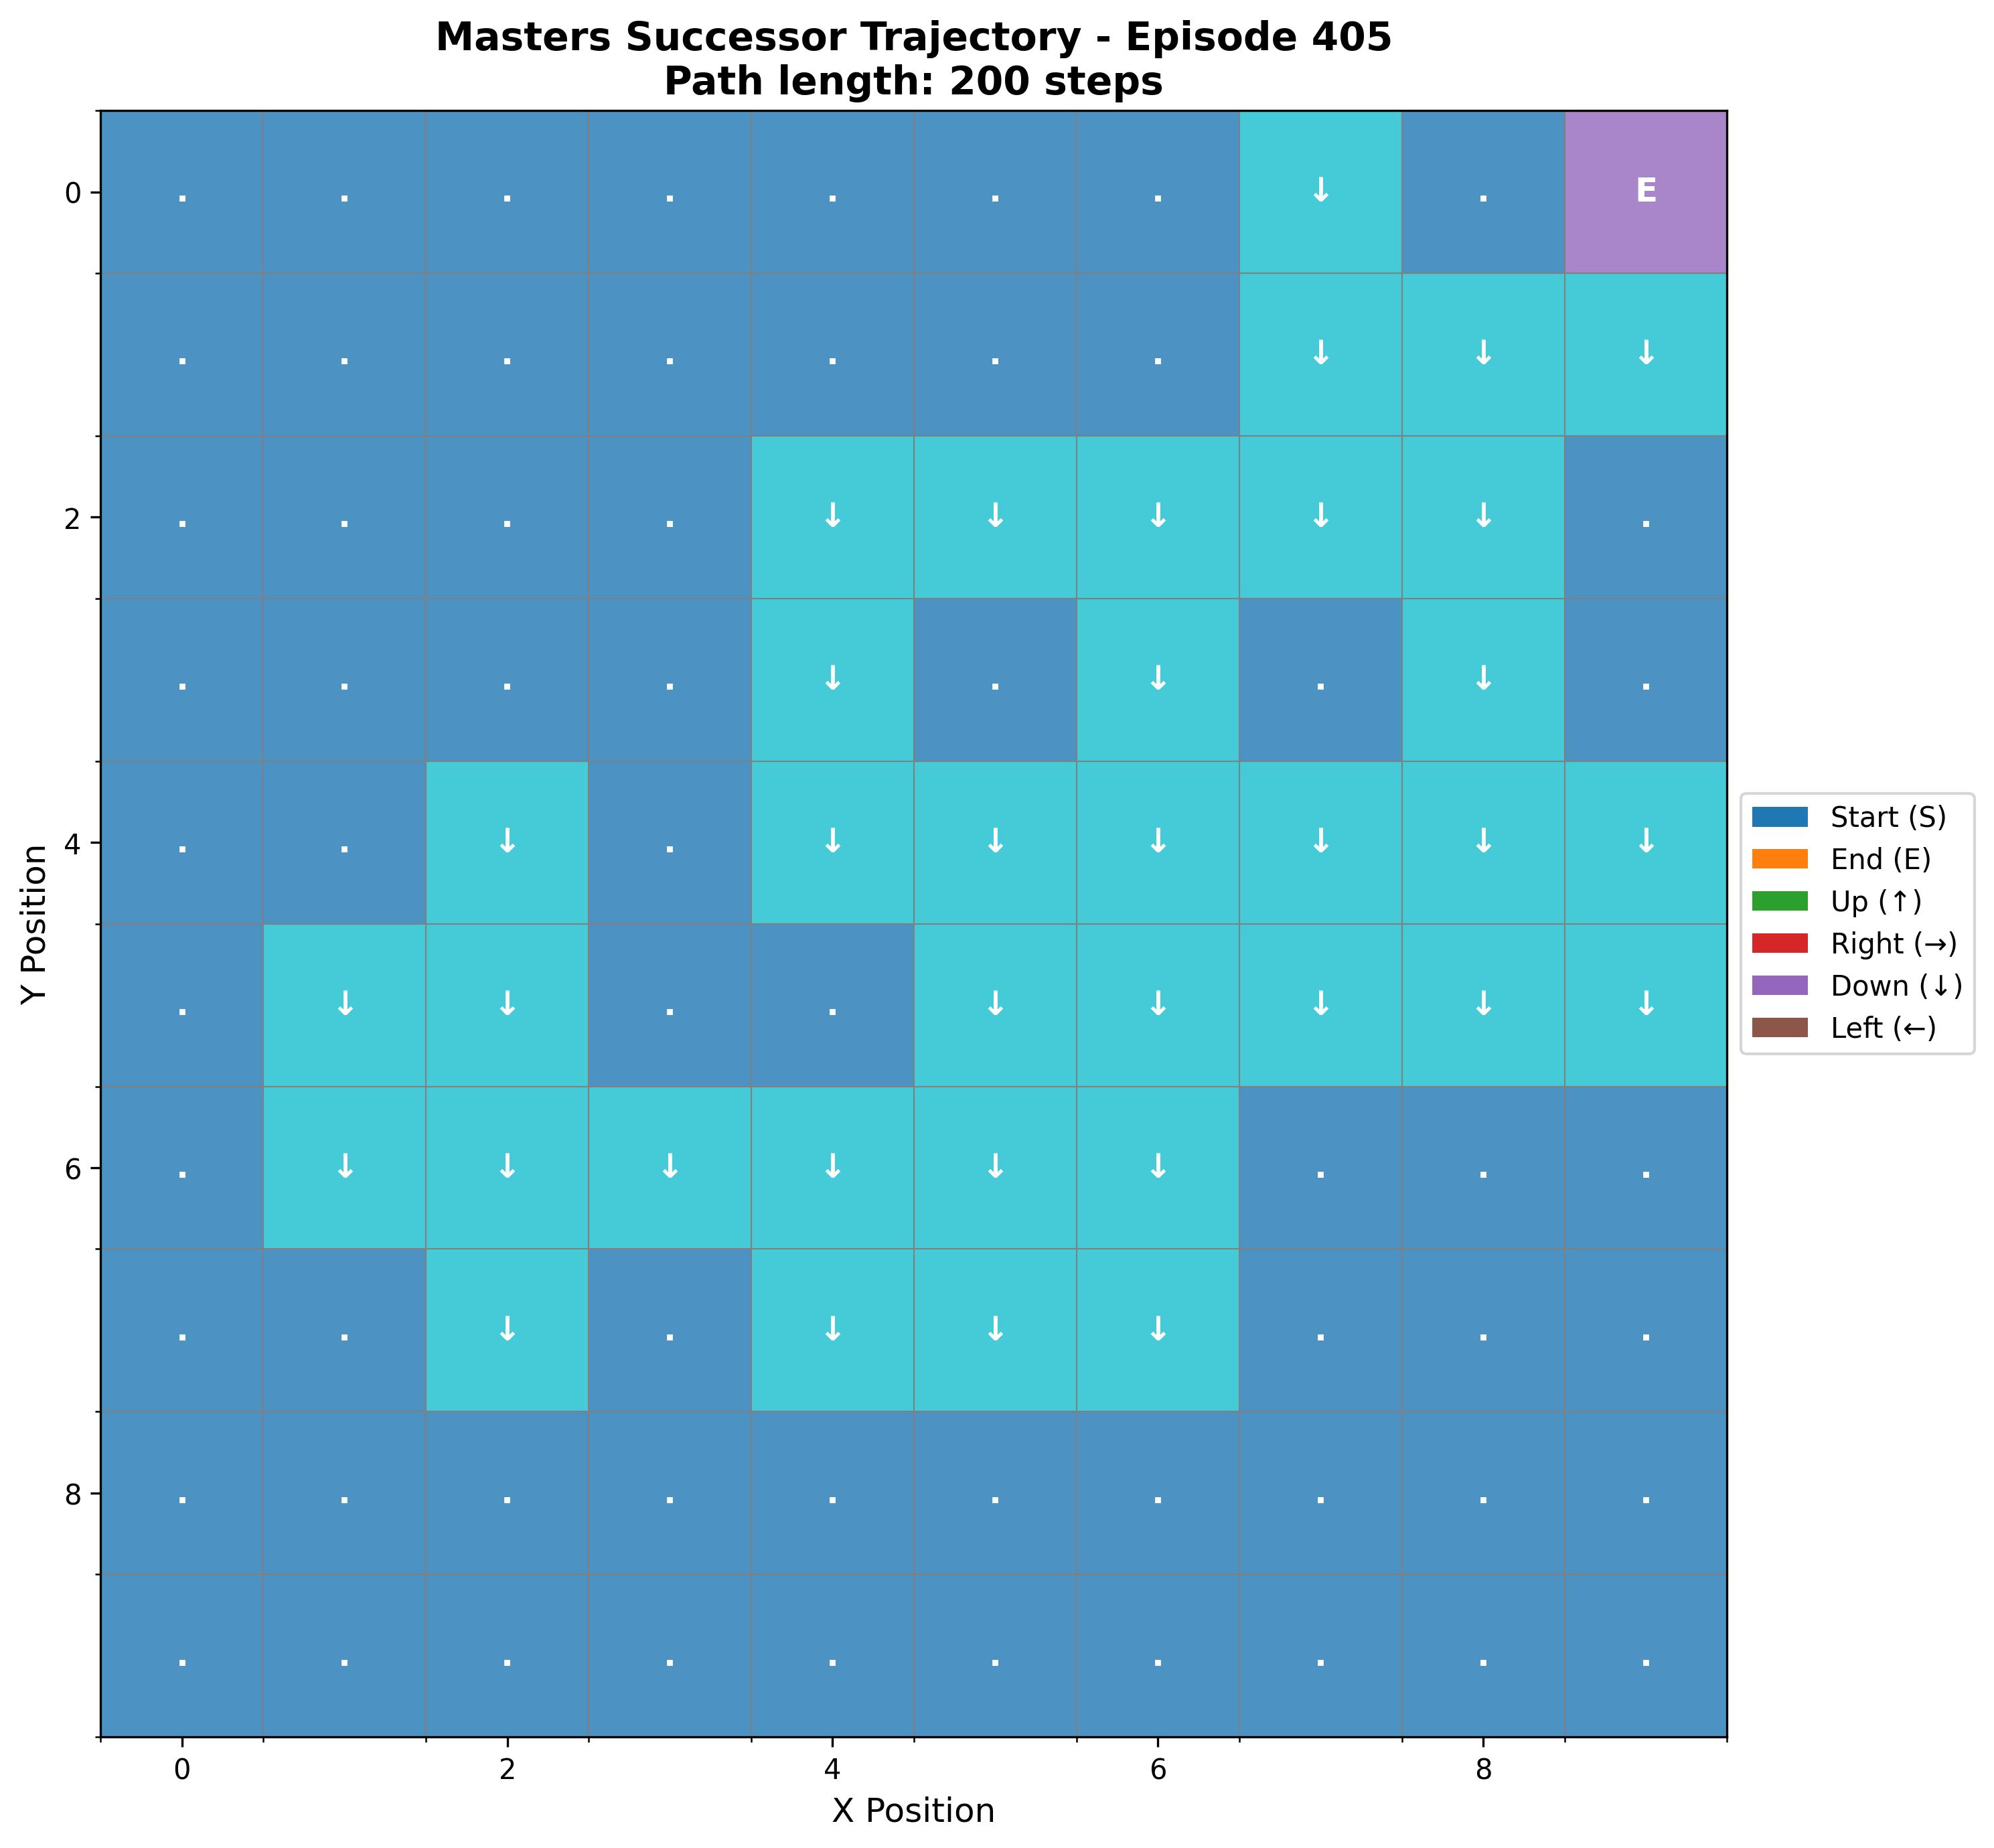 Masters Successor Trajectory - Episode 405
Path length: 200 steps
0 . . . . . . . ↓ . E
. . . . . . . ↓ ↓ ↓
2 . . . . ↓ ↓ ↓ ↓ ↓ .
. . . . ↓ . ↓ . ↓ .
4 . . ↓ . ↓ ↓ ↓ ↓ ↓ ↓
. ↓ ↓ . . ↓ ↓ ↓ ↓ ↓
6 . ↓ ↓ ↓ ↓ ↓ ↓ . . .
. . ↓ . ↓ ↓ ↓ . . .
8 . . . . . . . . . .
. . . . . . . . . .
0 2 4 6 8
X Position
Y Position
Start (S)
End (E)
Up (↑)
Right (→)
Down (↓)
Left (←)